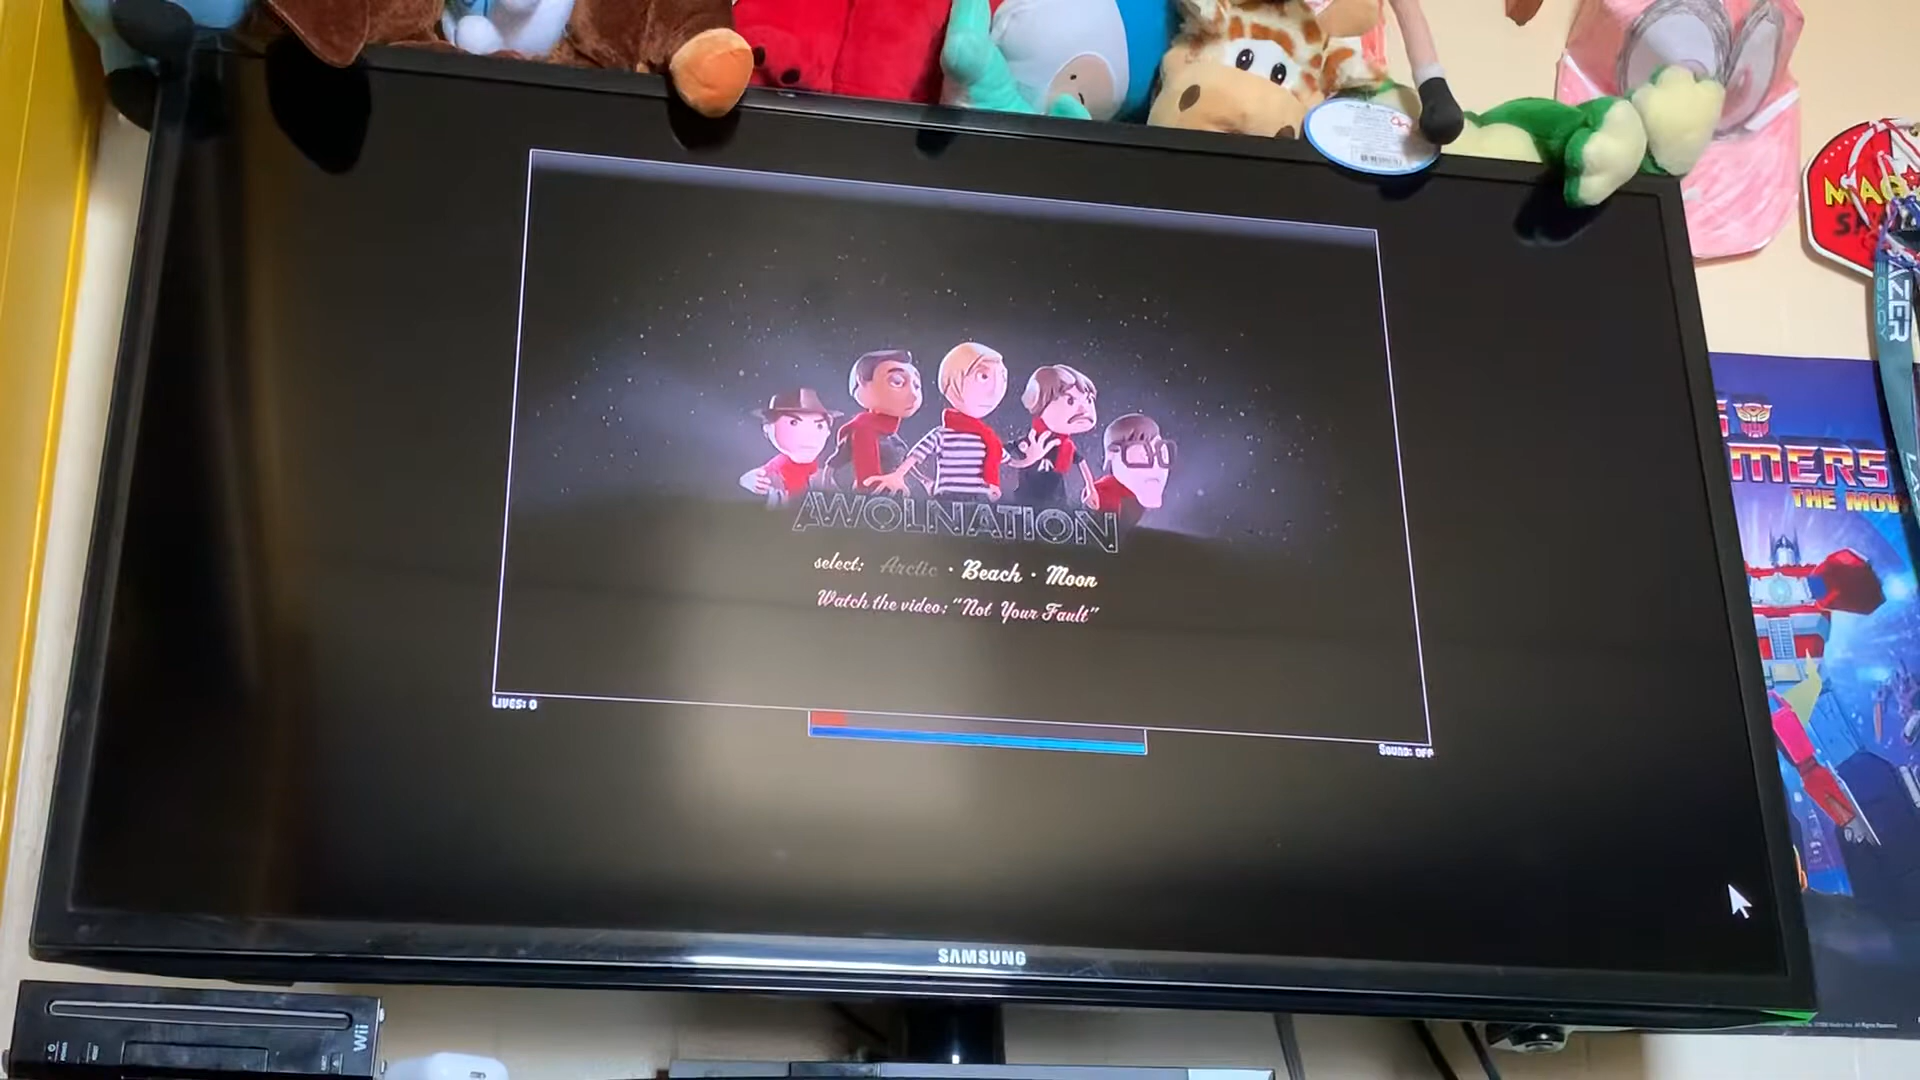 AWOLNATION
select: Arctic · Beach · Moon
Watch the video: "Not Your Fault"
LIVES: 0
SOUND: OFF
SAMSUNG
Wii
MERS
THE MOV
AZER